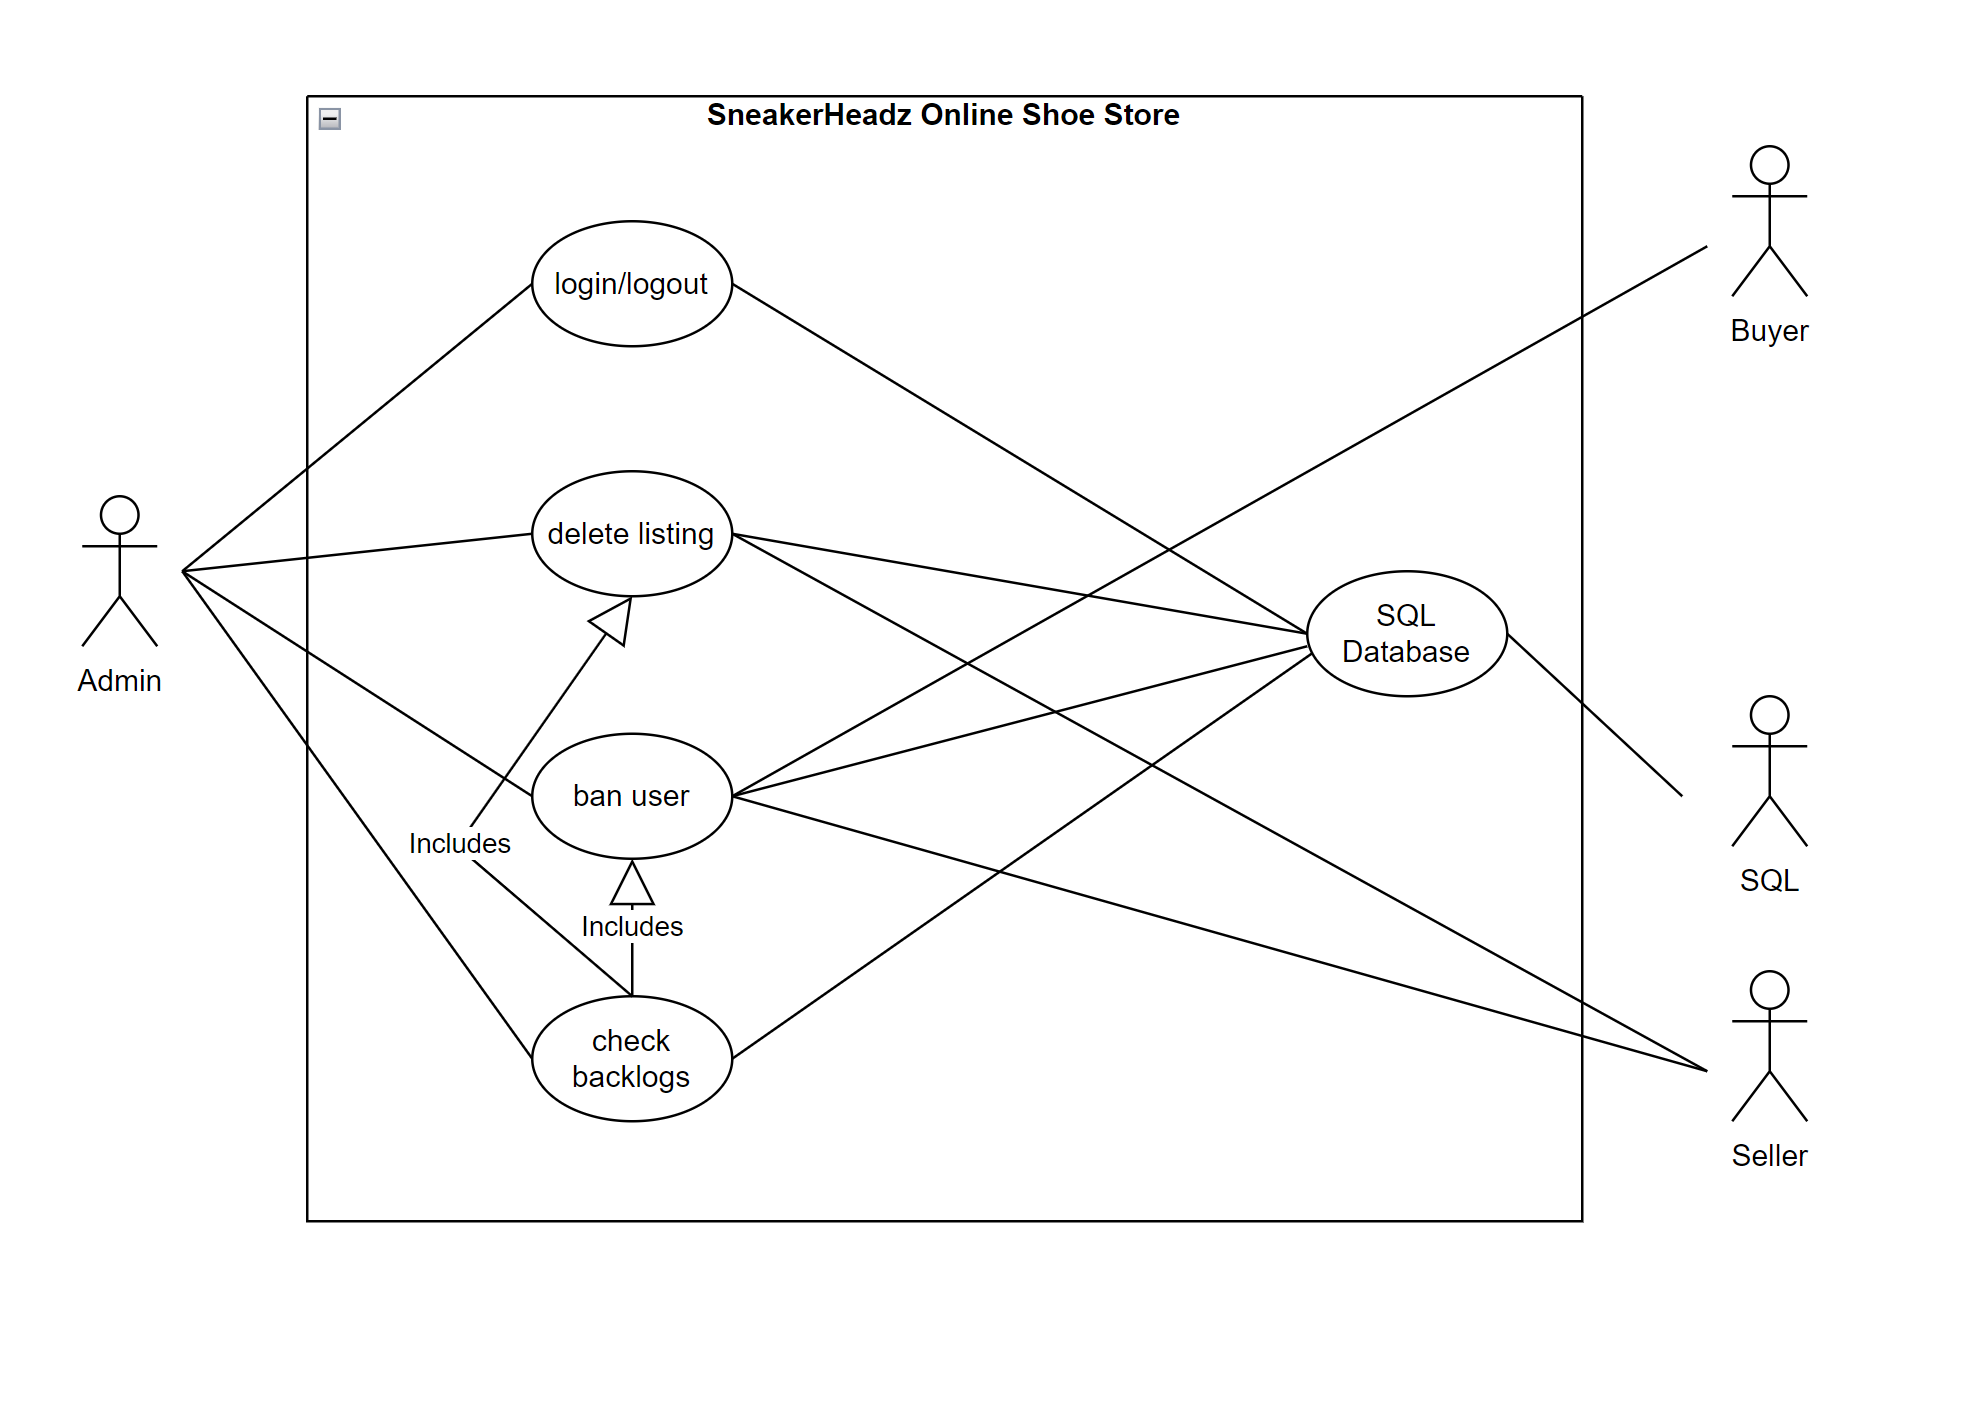 SneakerHeadz Online Shoe Store
login/logout
Buyer
delete listing
Admin
SQL
Database
ban user
Includes
SQL
Includes
check
backlogs
Seller